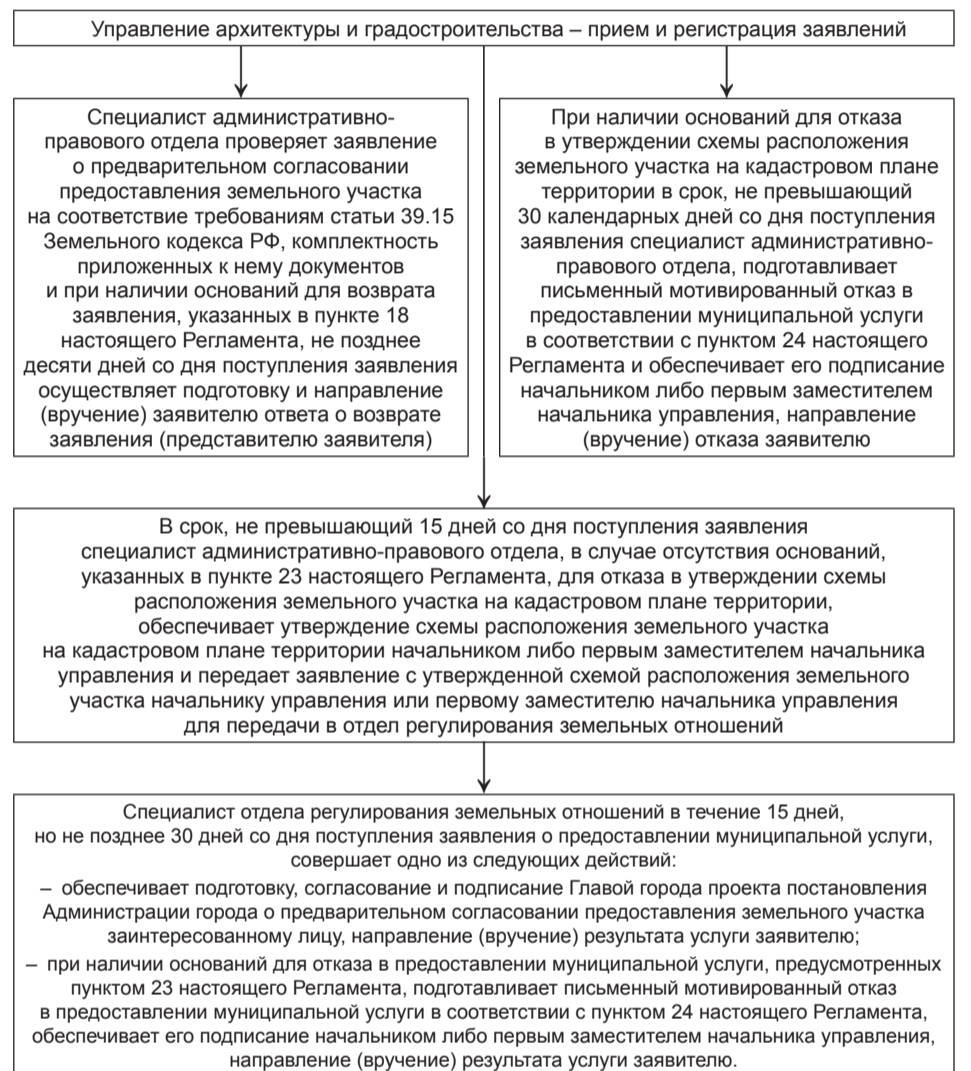 Управление архитектуры и градостроительства – прием и регистрация заявлений
Специалист административно-
правового отдела проверяет заявление
о предварительном согласовании
предоставления земельного участка
на соответствие требованиям статьи 39.15
Земельного кодекса РФ, комплектность
приложенных к нему документов
и при наличии оснований для возврата
заявления, указанных в пункте 18
настоящего Регламента, не позднее
десяти дней со дня поступления заявления
осуществляет подготовку и направление
(вручение) заявителю ответа о возврате
заявления (представителю заявителя)
При наличии оснований для отказа
в утверждении схемы расположения
земельного участка на кадастровом плане
территории в срок, не превышающий
30 календарных дней со дня поступления
заявления специалист административно-
правового отдела, подготавливает
письменный мотивированный отказ в
предоставлении муниципальной услуги
в соответствии с пунктом 24 настоящего
Регламента и обеспечивает его подписание
начальником либо первым заместителем
начальника управления, направление
(вручение) отказа заявителю
В срок, не превышающий 15 дней со дня поступления заявления
специалист административно-правового отдела, в случае отсутствия оснований,
указанных в пункте 23 настоящего Регламента, для отказа в утверждении схемы
расположения земельного участка на кадастровом плане территории,
обеспечивает утверждение схемы расположения земельного участка
на кадастровом плане территории начальником либо первым заместителем начальника
управления и передает заявление с утвержденной схемой расположения земельного
участка начальнику управления или первому заместителю начальника управления
для передачи в отдел регулирования земельных отношений
Специалист отдела регулирования земельных отношений в течение 15 дней,
но не позднее 30 дней со дня поступления заявления о предоставлении муниципальной услуги,
совершает одно из следующих действий:
– обеспечивает подготовку, согласование и подписание Главой города проекта постановления
Администрации города о предварительном согласовании предоставления земельного участка
заинтересованному лицу, направление (вручение) результата услуги заявителю;
– при наличии оснований для отказа в предоставлении муниципальной услуги, предусмотренных
пунктом 23 настоящего Регламента, подготавливает письменный мотивированный отказ
в предоставлении муниципальной услуги в соответствии с пунктом 24 настоящего Регламента,
обеспечивает его подписание начальником либо первым заместителем начальника управления,
направление (вручение) результата услуги заявителю.